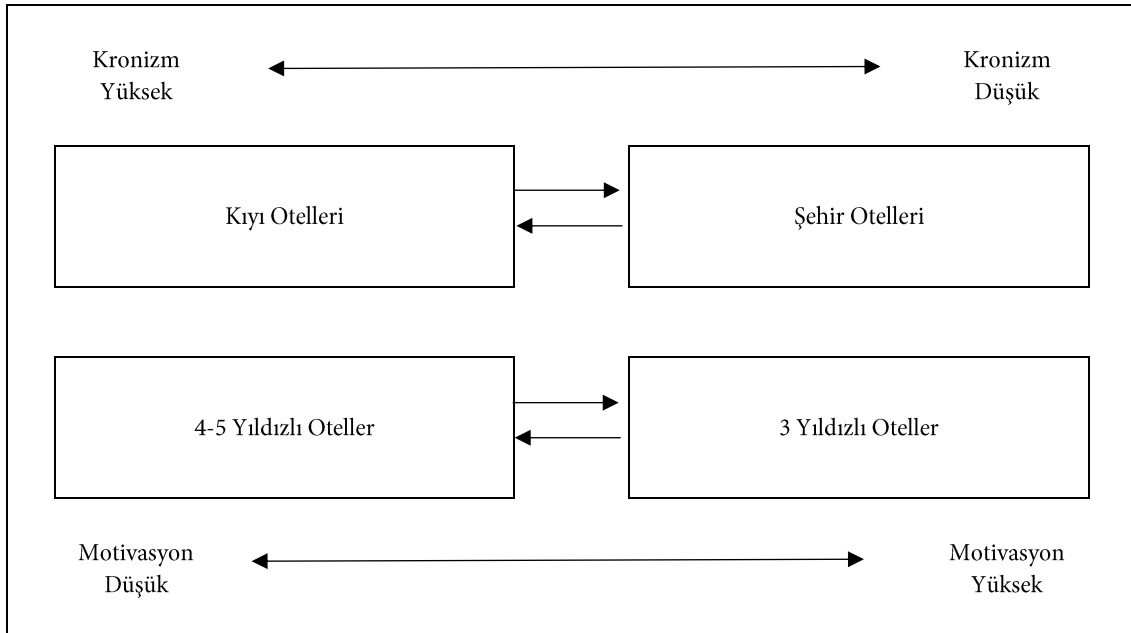 Kronizm
Yüksek
Kronizm
Düşük
Kıyı Otelleri
Şehir Otelleri
4-5 Yıldızlı Oteller
3 Yıldızlı Oteller
Motivasyon
Düşük
Motivasyon
Yüksek